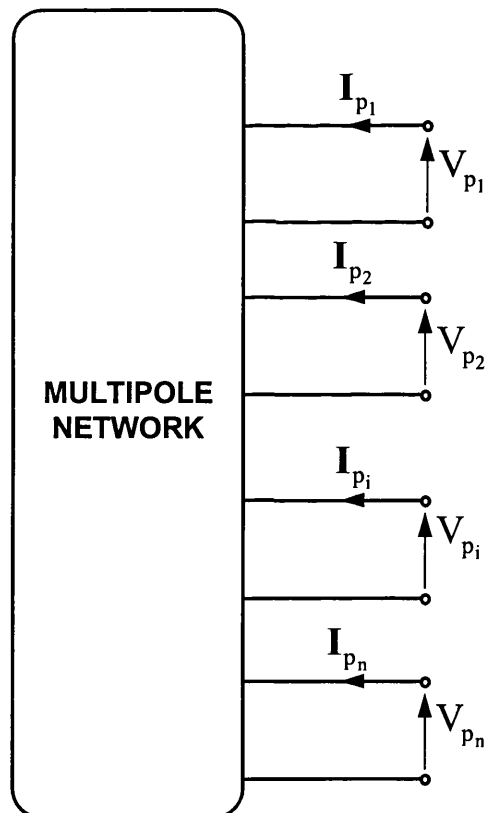 I_p1
V_p1
I_p2
V_p2
MULTIPOLE
NETWORK
I_pi
V_pi
I_pn
V_pn